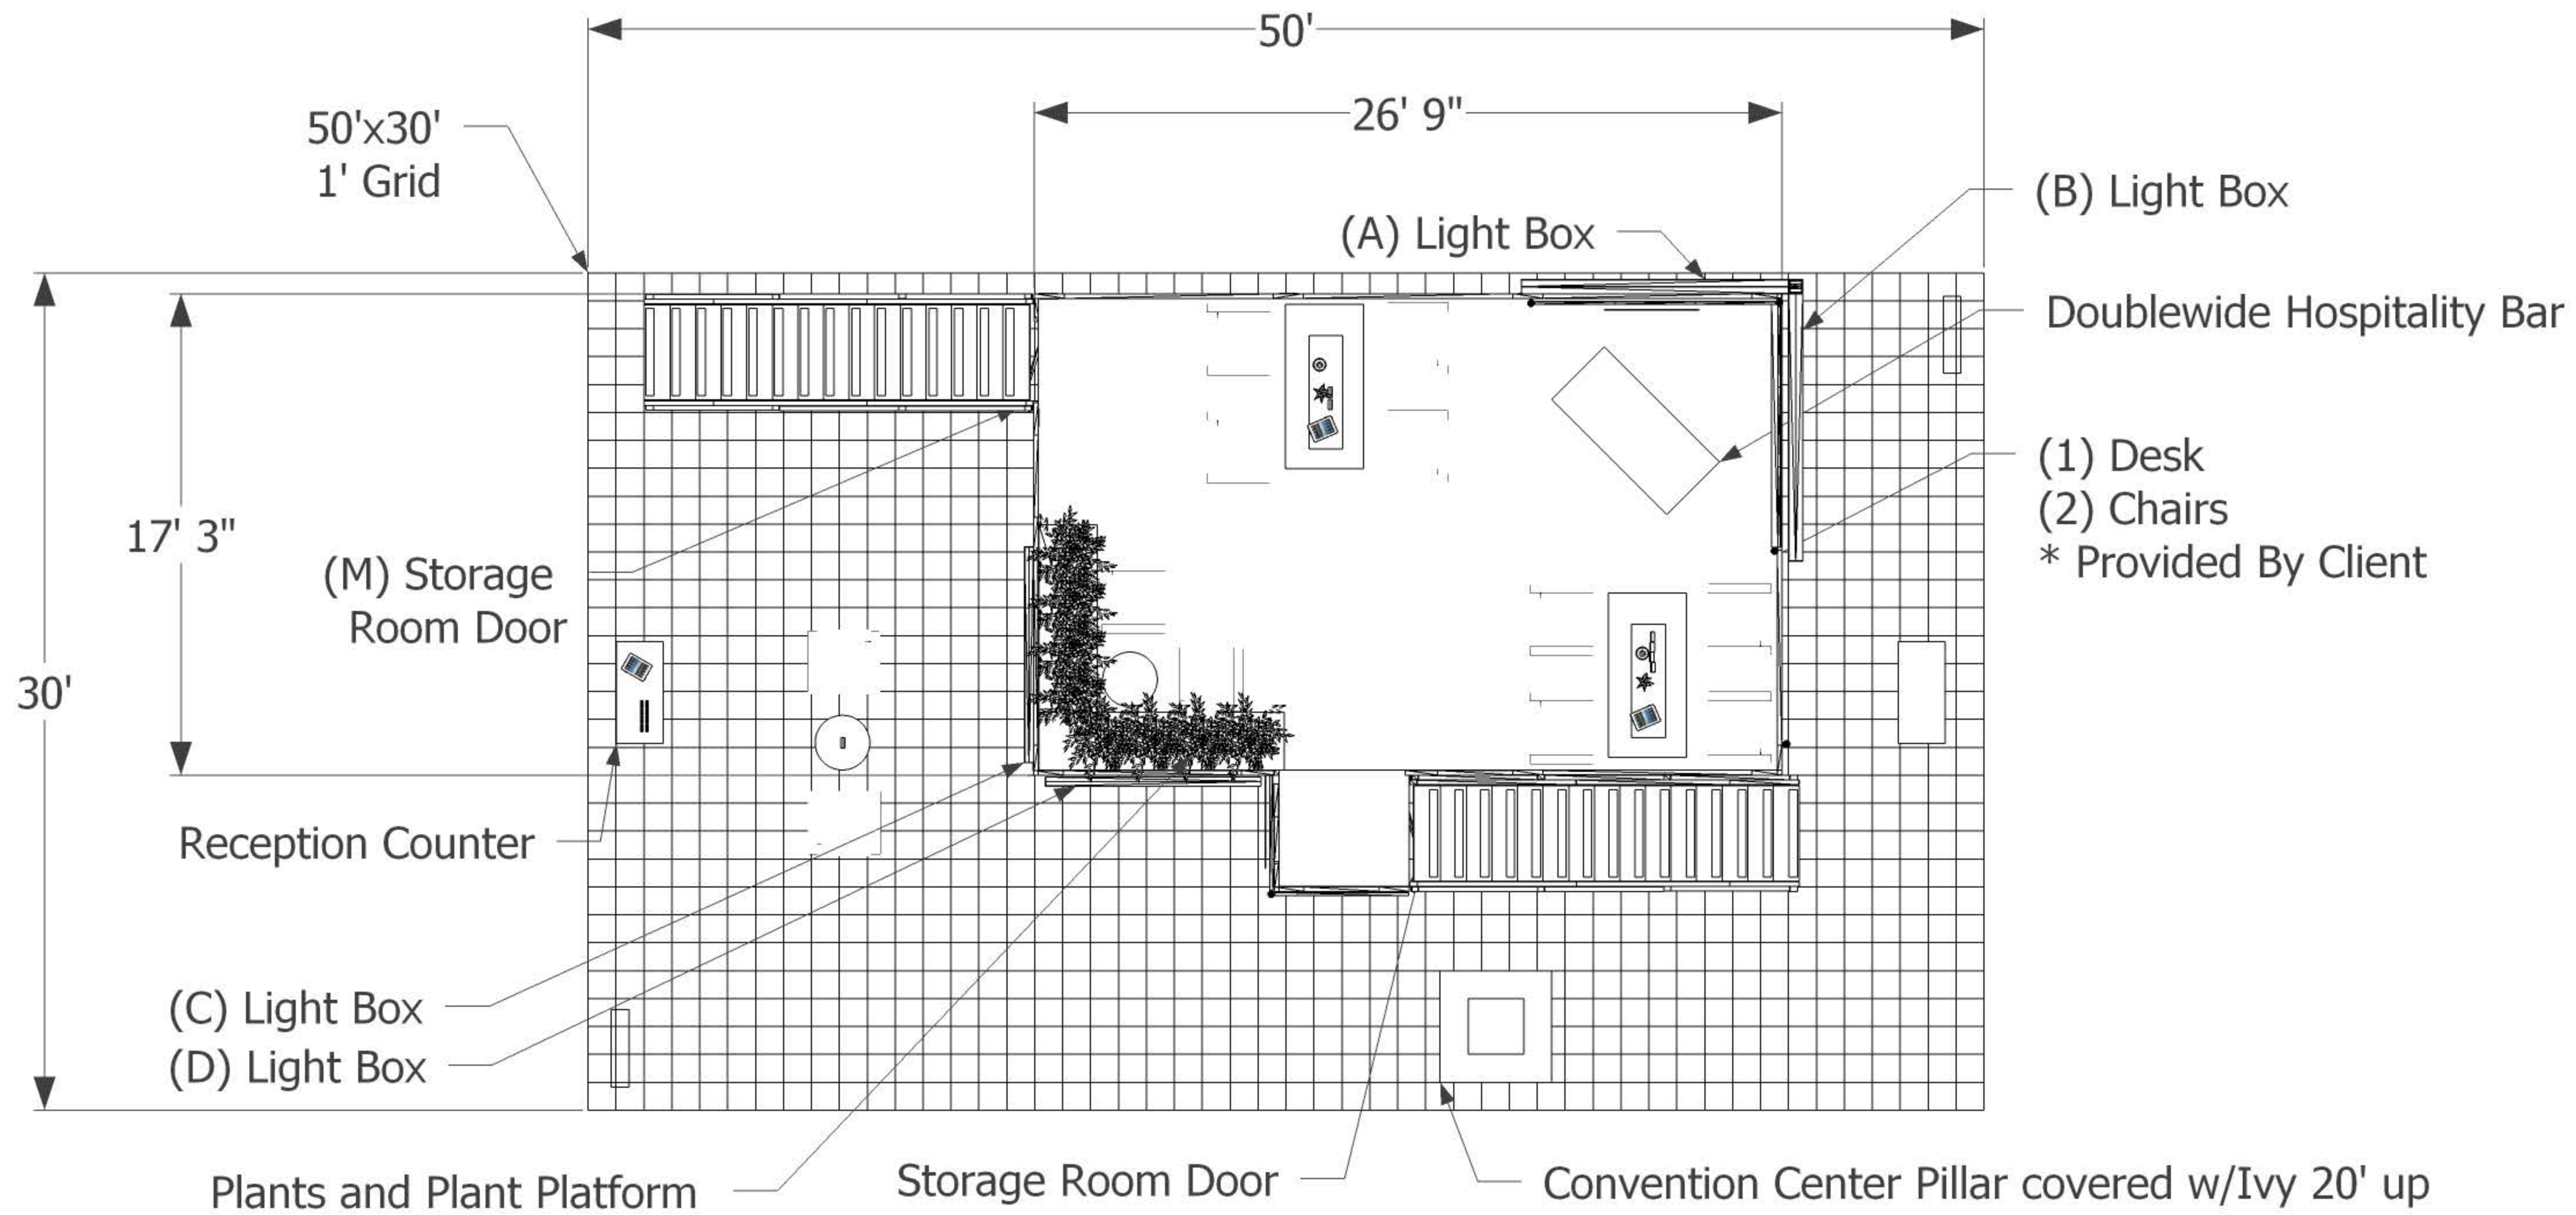 50'
26' 9"
50'x30'
1' Grid
(B) Light Box
(A) Light Box
Doublewide Hospitality Bar
(1) Desk
(2) Chairs
* Provided By Client
17' 3"
(M) Storage
Room Door
30'
Reception Counter
(C) Light Box
(D) Light Box
Plants and Plant Platform
Storage Room Door
Convention Center Pillar covered w/Ivy 20' up